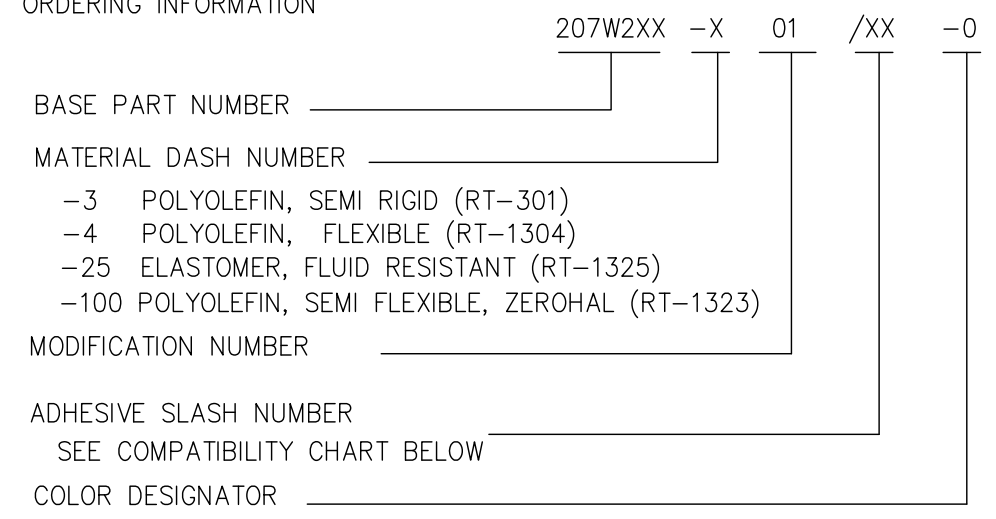 ORDERING INFORMATION
207W2XX -X 01 /XX -0
BASE PART NUMBER
MATERIAL DASH NUMBER
-3 POLYOLEFIN, SEMI RIGID (RT-301)
-4 POLYOLEFIN, FLEXIBLE (RT-1304)
-25 ELASTOMER, FLUID RESISTANT (RT-1325)
-100 POLYOLEFIN, SEMI FLEXIBLE, ZEROHAL (RT-1323)
MODIFICATION NUMBER
ADHESIVE SLASH NUMBER
SEE COMPATIBILITY CHART BELOW
COLOR DESIGNATOR